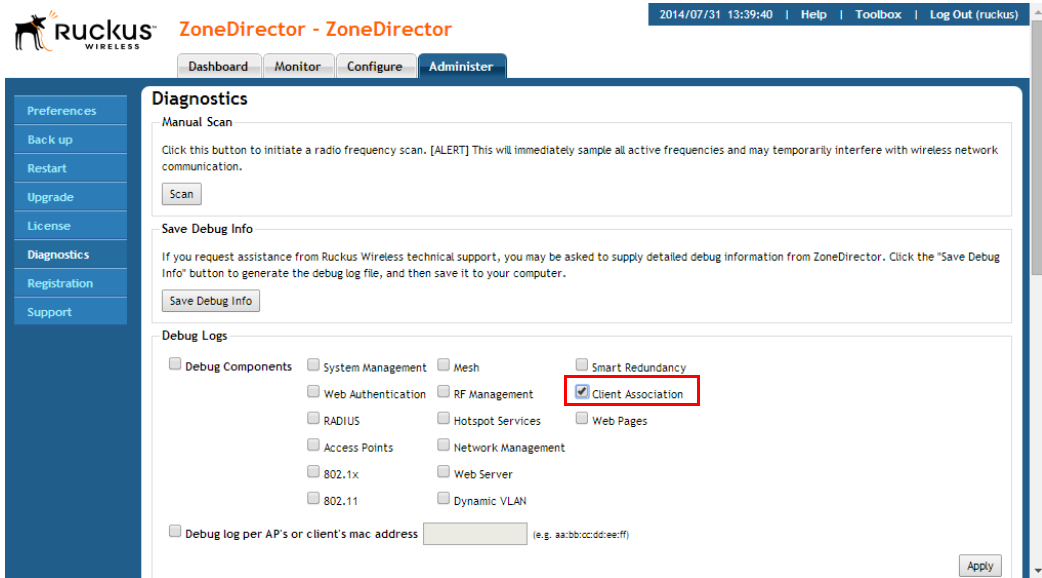 2014/07/31 13:39:40 | Help | Toolbox | Log Out (ruckus)
Ruckus WIRELESS
ZoneDirector - ZoneDirector
Dashboard Monitor Configure Administer
Preferences
Back up
Restart
Upgrade
License
Diagnostics
Registration
Support
Diagnostics
Manual Scan
Click this button to initiate a radio frequency scan. [ALERT] This will immediately sample all active frequencies and may temporarily interfere with wireless network
communication.
Scan
Save Debug Info
If you request assistance from Ruckus Wireless technical support, you may be asked to supply detailed debug information from ZoneDirector. Click the "Save Debug
Info" button to generate the debug log file, and then save it to your computer.
Save Debug Info
Debug Logs
Debug Components System Management Mesh Smart Redundancy
Web Authentication RF Management Client Association
RADIUS Hotspot Services Web Pages
Access Points Network Management
802.1x Web Server
802.11 Dynamic VLAN
Debug log per AP's or client's mac address (e.g. aa:bb:cc:dd:ee:ff)
Apply